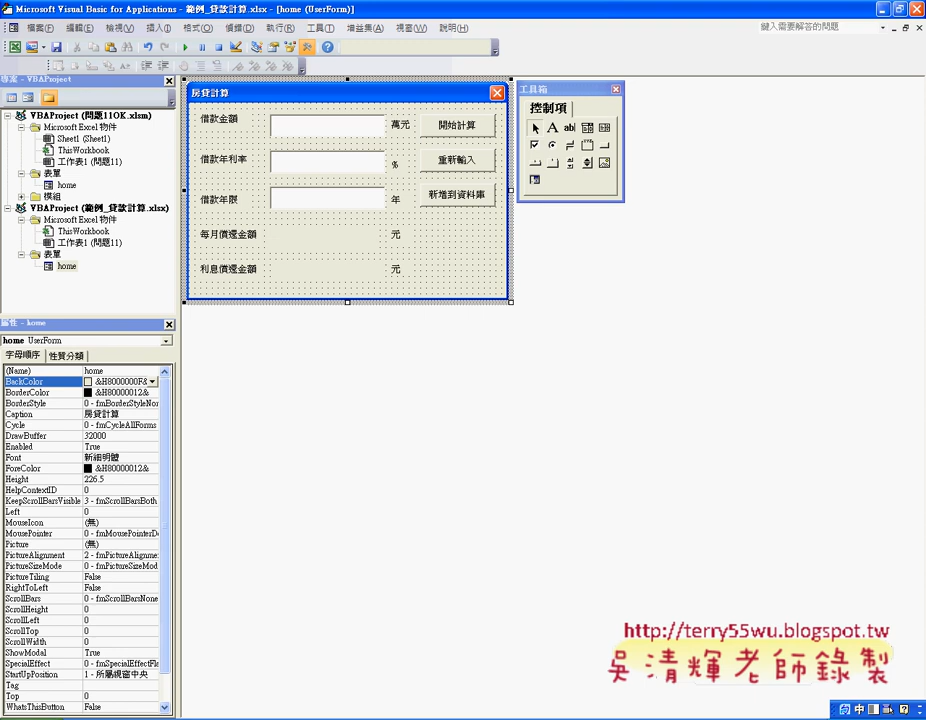 Microsoft Visual Basic for Applications - 範例_貸款計算.xlsx - [home (UserForm)]
檔案(F) 編輯(E) 檢視(V) 插入(I) 格式(O) 偵錯(D) 執行(R) 工具(T) 增益集(A) 視窗(W) 說明(H) 鍵入需要解答的問題
專案 - VBAProject
VBAProject (問題11OK.xlsm)
Microsoft Excel 物件
Sheet1 (Sheet1)
ThisWorkbook
工作表1 (問題11)
表單
home
模組
VBAProject (範例_貸款計算.xlsx)
Microsoft Excel 物件
ThisWorkbook
工作表1 (問題11)
表單
home
房貸計算
借款金額 萬元 開始計算
借款年利率 % 重新輸入
借款年限 年 新增到資料庫
每月償還金額 元
利息償還金額 元
工具箱
控制項
屬性 - home
home UserForm
字母順序 性質分類
(Name) home
BackColor &H8000000F&
BorderColor &H80000012&
BorderStyle 0 - fmBorderStyleNor
Caption 房貸計算
Cycle 0 - fmCycleAllForms
DrawBuffer 32000
Enabled True
Font 新細明體
ForeColor &H80000012&
Height 226.5
HelpContextID 0
KeepScrollBarsVisible 3 - fmScrollBarsBoth
Left 0
MouseIcon (無)
MousePointer 0 - fmMousePointerDe
Picture (無)
PictureAlignment 2 - fmPictureAlignme
PictureSizeMode 0 - fmPictureSizeMod
PictureTiling False
RightToLeft False
ScrollBars 0 - fmScrollBarsNone
ScrollHeight 0
ScrollLeft 0
ScrollTop 0
ScrollWidth 0
ShowModal True
SpecialEffect 0 - fmSpecialEffectFla
StartUpPosition 1 - 所屬視窗中央
Tag
Top 0
WhatsThisButton False
http://terry55wu.blogspot.tw
吳清輝老師錄製
中